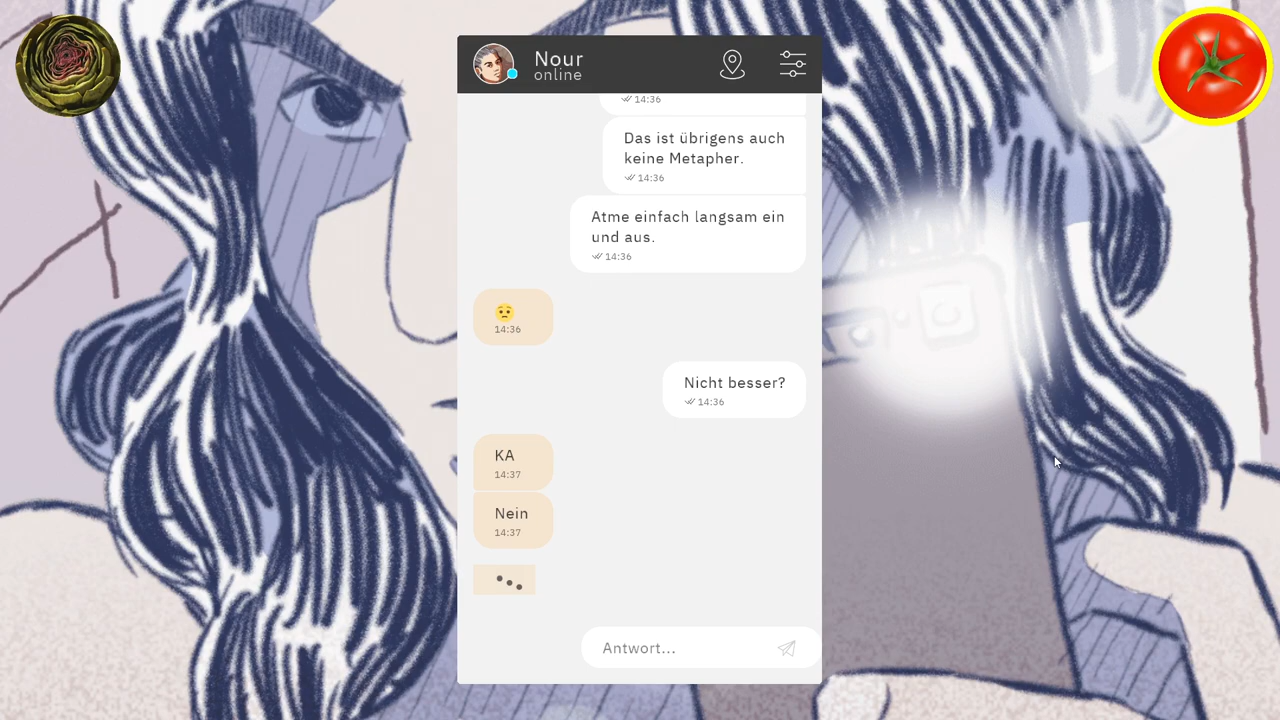 Nour
online
14:36
Das ist übrigens auch
keine Metapher.
14:36
Atme einfach langsam ein
und aus.
14:36
14:36
Nicht besser?
14:36
KA
14:37
Nein
14:37
Antwort...